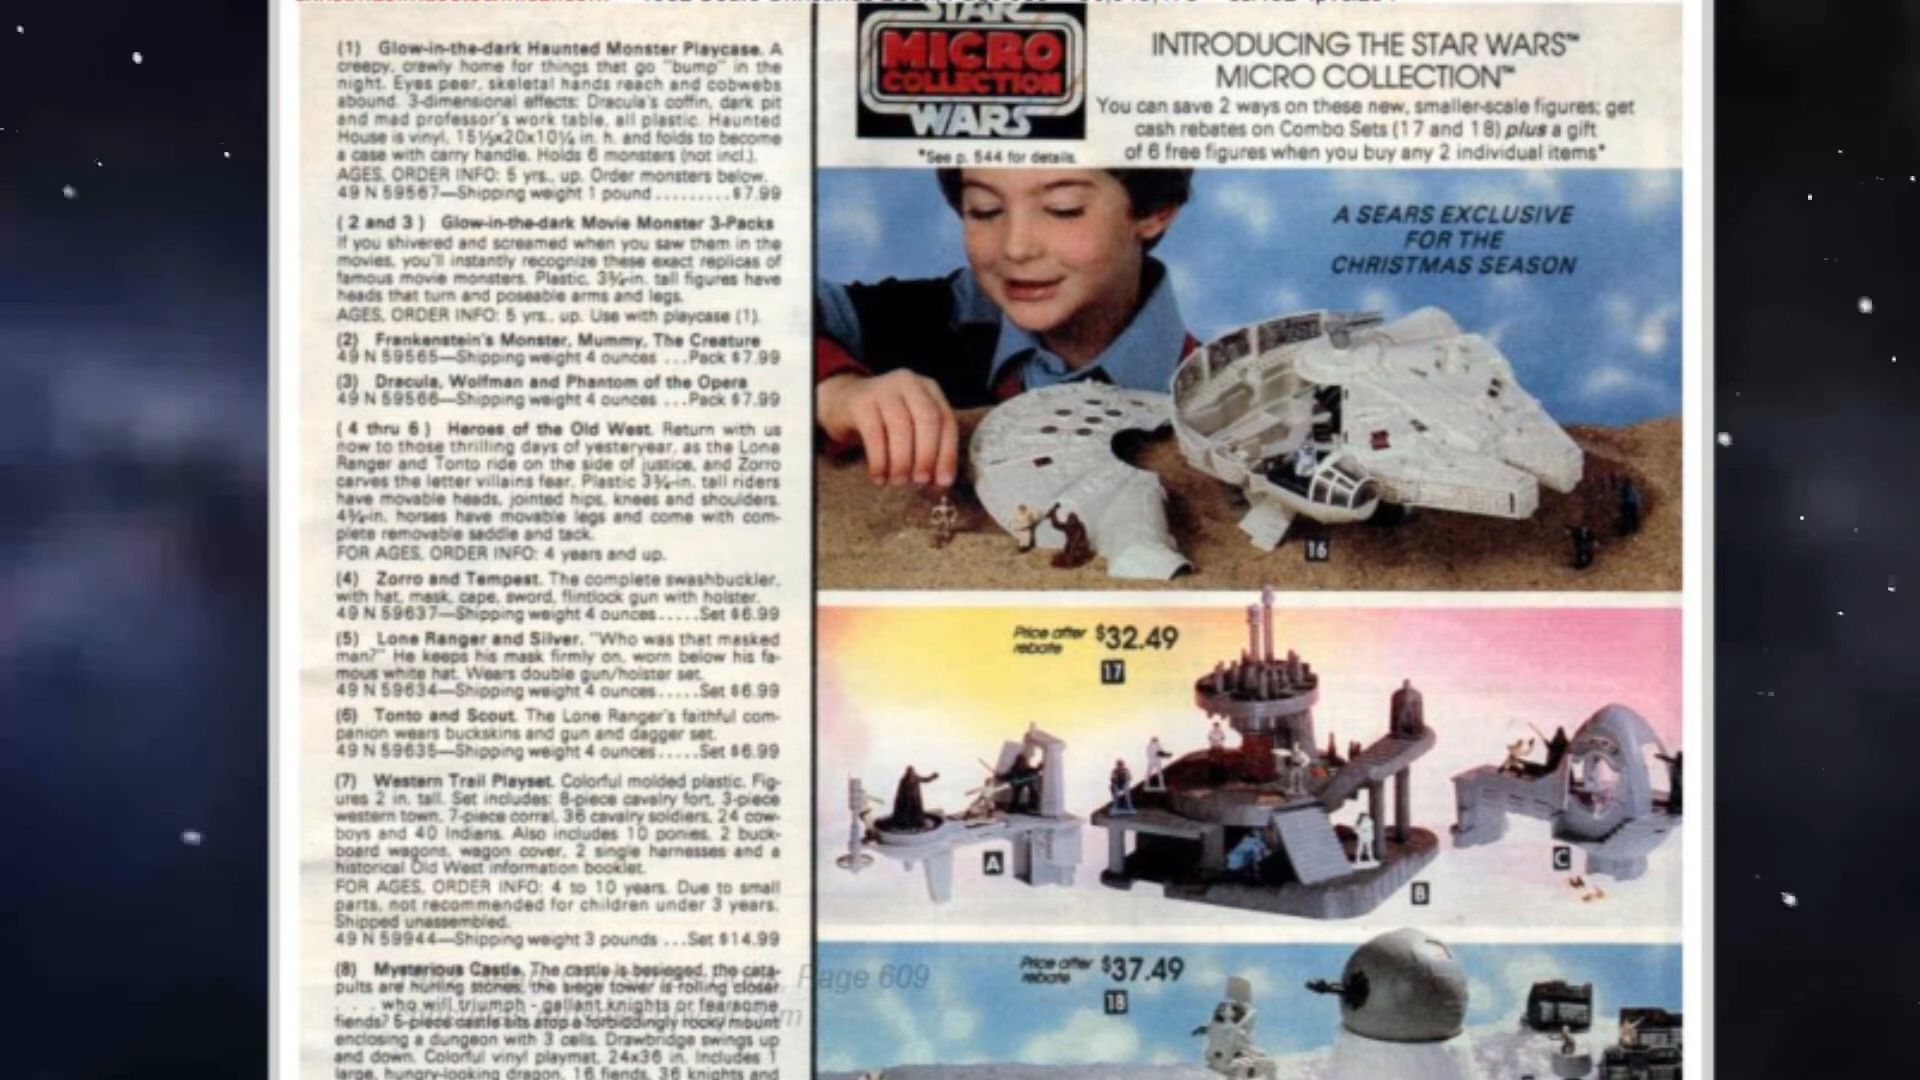 (1) Glow-in-the-dark Haunted Monster Playcase. A
creepy, crawly home for things that go "bump" in the
night. Eyes peer, skeletal hands reach and cobwebs
abound. 3-dimensional effects: Dracula's coffin, dark pit
and mad professor's work table, all plastic. Haunted
House is vinyl, 15½x20x10¼ in. h. and folds to become
a case with carry handle. Holds 6 monsters (not incl.).
AGES, ORDER INFO: 5 yrs., up. Order monsters below.
49 N 59567—Shipping weight 1 pound.........$7.99
( 2 and 3 ) Glow-in-the-dark Movie Monster 3-Packs
If you shivered and screamed when you saw them in the
movies, you'll instantly recognize these exact replicas of
famous movie monsters. Plastic, 3¾-in. tall figures have
heads that turn and poseable arms and legs.
AGES, ORDER INFO: 5 yrs., up. Use with playcase (1).
(2) Frankenstein's Monster, Mummy, The Creature
49 N 59565—Shipping weight 4 ounces ...Pack $7.99
(3) Dracula, Wolfman and Phantom of the Opera
49 N 59566—Shipping weight 4 ounces ...Pack $7.99
( 4 thru 6 ) Heroes of the Old West. Return with us
now to those thrilling days of yesteryear, as the Lone
Ranger and Tonto ride on the side of justice, and Zorro
carves the letter villains fear. Plastic 3¾-in. tall riders
have movable heads, jointed hips, knees and shoulders.
4¾-in. horses have movable legs and come with com-
plete removable saddle and tack.
FOR AGES, ORDER INFO: 4 years and up.
(4) Zorro and Tempest. The complete swashbuckler,
with hat, mask, cape, sword, flintlock gun with holster.
49 N 59637—Shipping weight 4 ounces.....Set $6.99
(5) Lone Ranger and Silver. "Who was that masked
man?" He keeps his mask firmly on, worn below his fa-
mous white hat. Wears double gun/holster set.
49 N 59634—Shipping weight 4 ounces.....Set $6.99
(6) Tonto and Scout. The Lone Ranger's faithful com-
panion wears buckskins and gun and dagger set.
49 N 59635—Shipping weight 4 ounces.....Set $6.99
(7) Western Trail Playset. Colorful molded plastic. Fig-
ures 2 in. tall. Set includes: 8-piece cavalry fort, 3-piece
western town, 7-piece corral, 36 cavalry soldiers, 24 cow-
boys and 40 Indians. Also includes 10 ponies, 2 buck-
board wagons, wagon cover, 2 single harnesses and a
historical Old West information booklet.
FOR AGES, ORDER INFO: 4 to 10 years. Due to small
parts, not recommended for children under 3 years.
Shipped unassembled.
49 N 59944—Shipping weight 3 pounds ...Set $14.99
(8) Mysterious Castle. The castle is besieged, the cata-
pults are hurling stones, the siege tower is rolling closer
. . . who will triumph - gallant knights or fearsome
fiends? 5-piece castle sits atop a forbiddingly rocky mount
enclosing a dungeon with 3 cells. Drawbridge swings up
and down. Colorful vinyl playmat, 24x36 in. Includes 1
large, hungry-looking dragon, 16 fiends, 36 knights and
Page 609
STAR
MICRO
COLLECTION
WARS
*See p. 544 for details.
INTRODUCING THE STAR WARS™
MICRO COLLECTION™
You can save 2 ways on these new, smaller-scale figures: get
cash rebates on Combo Sets (17 and 18) plus a gift
of 6 free figures when you buy any 2 individual items*
A SEARS EXCLUSIVE
FOR THE
CHRISTMAS SEASON
16
Price after rebate $32.49
17
A
B
C
Price after rebate $37.49
18